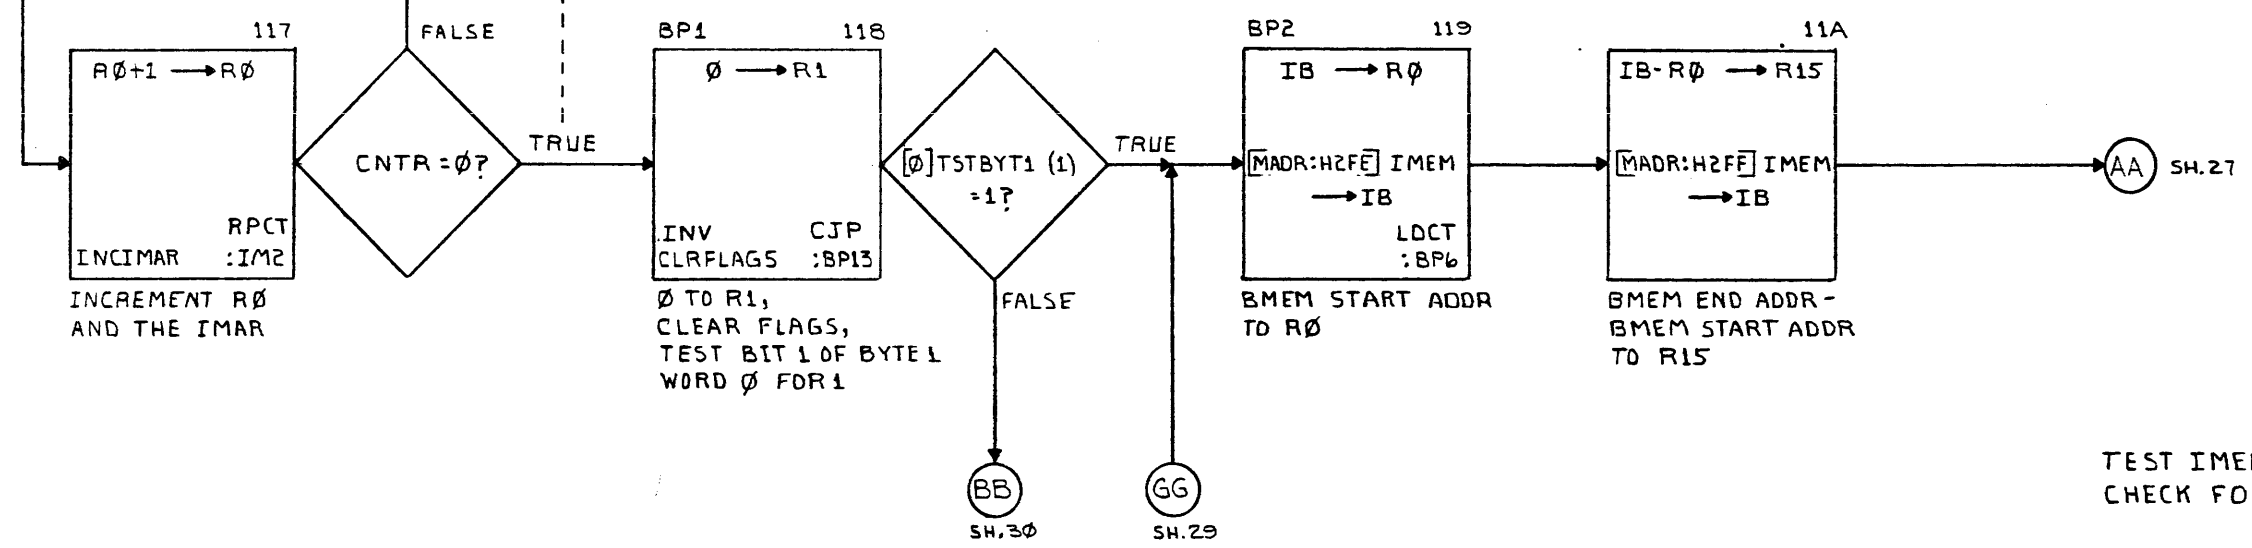 117
RØ+1 → RØ
RPCT
INCIMAR :IM2
INCREMENT RØ
AND THE IMAR
FALSE
CNTR=Ø?
TRUE
BP1 118
Ø → R1
INV CJP
CLRFLAGS :BP13
Ø TO R1,
CLEAR FLAGS,
TEST BIT 1 OF BYTE 1
WORD Ø FOR 1
[Ø]TSTBYT1 (1)
=1?
TRUE
FALSE
BB
SH.30
GG
SH.29
BP2 119
IB → RØ
[MADR:H2FE] IMEM
→ IB
LDCT
:BP6
BMEM START ADDR
TO RØ
11A
IB-RØ → R15
[MADR:H2FF] IMEM
→ IB
BMEM END ADDR-
BMEM START ADDR
TO R15
AA SH.27
TEST
CHECK